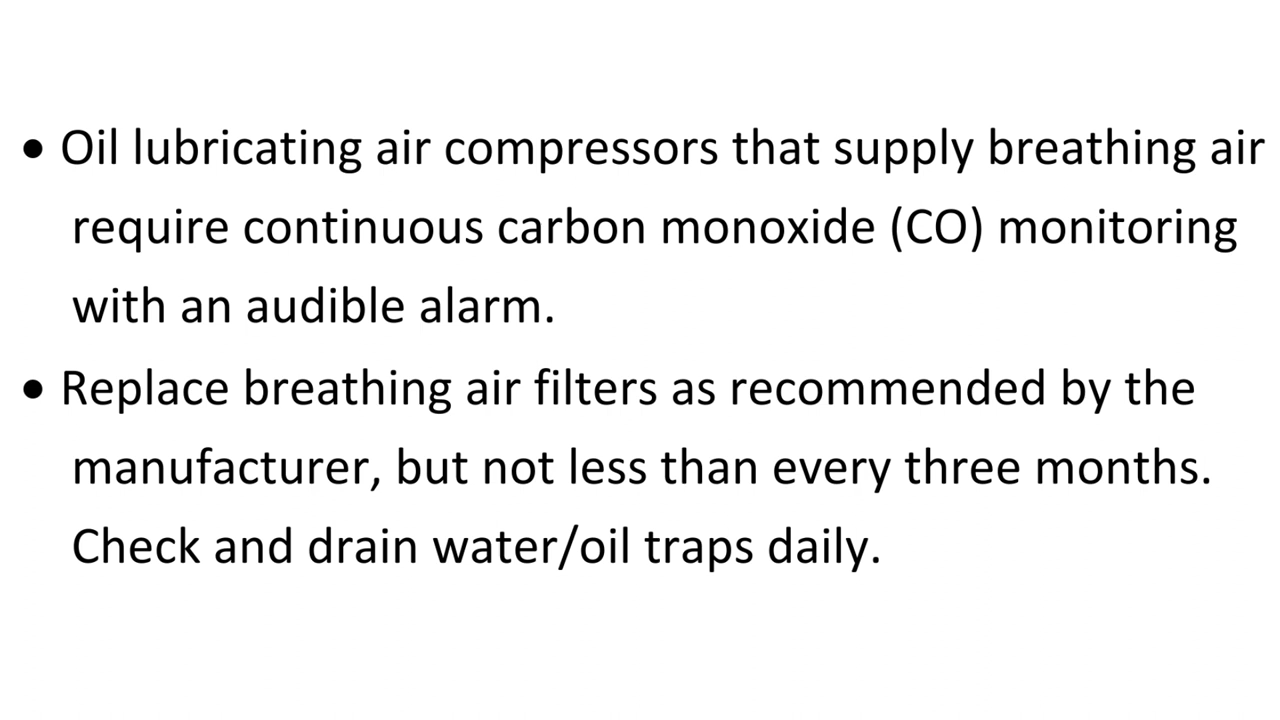 • Oil lubricating air compressors that supply breathing air
require continuous carbon monoxide (CO) monitoring
with an audible alarm.
• Replace breathing air filters as recommended by the
manufacturer, but not less than every three months.
Check and drain water/oil traps daily.